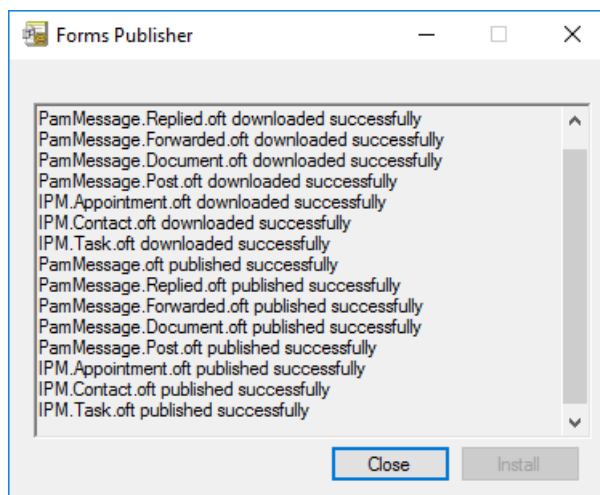 Forms Publisher
PamMessage.Replied.oft downloaded successfully
PamMessage.Forwarded.oft downloaded successfully
PamMessage.Document.oft downloaded successfully
PamMessage.Post.oft downloaded successfully
IPM.Appointment.oft downloaded successfully
IPM.Contact.oft downloaded successfully
IPM.Task.oft downloaded successfully
PamMessage.oft published successfully
PamMessage.Replied.oft published successfully
PamMessage.Forwarded.oft published successfully
PamMessage.Document.oft published successfully
PamMessage.Post.oft published successfully
IPM.Appointment.oft published successfully
IPM.Contact.oft published successfully
IPM.Task.oft published successfully
Close Install